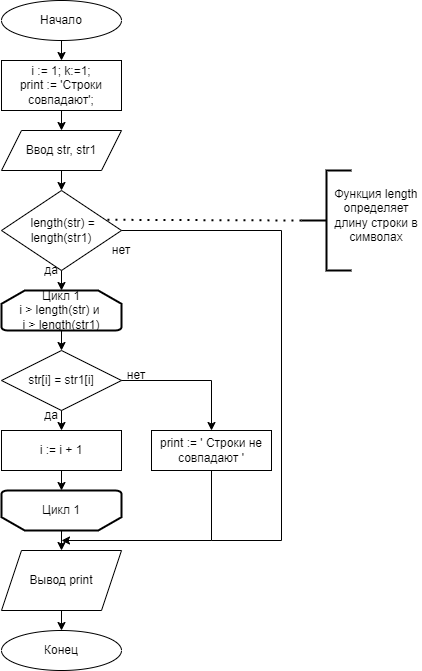 Начало
i := 1; k:=1;
print := 'Строки
совпадают';
Ввод str, str1
length(str) =
length(str1)
Функция length
определяет
длину строки в
символах
нет
да
Цикл 1
i > length(str) и
i > length(str1)
str[i] = str1[i]
нет
да
i := i + 1
print := ' Строки не
совпадают '
Цикл 1
Вывод print
Конец